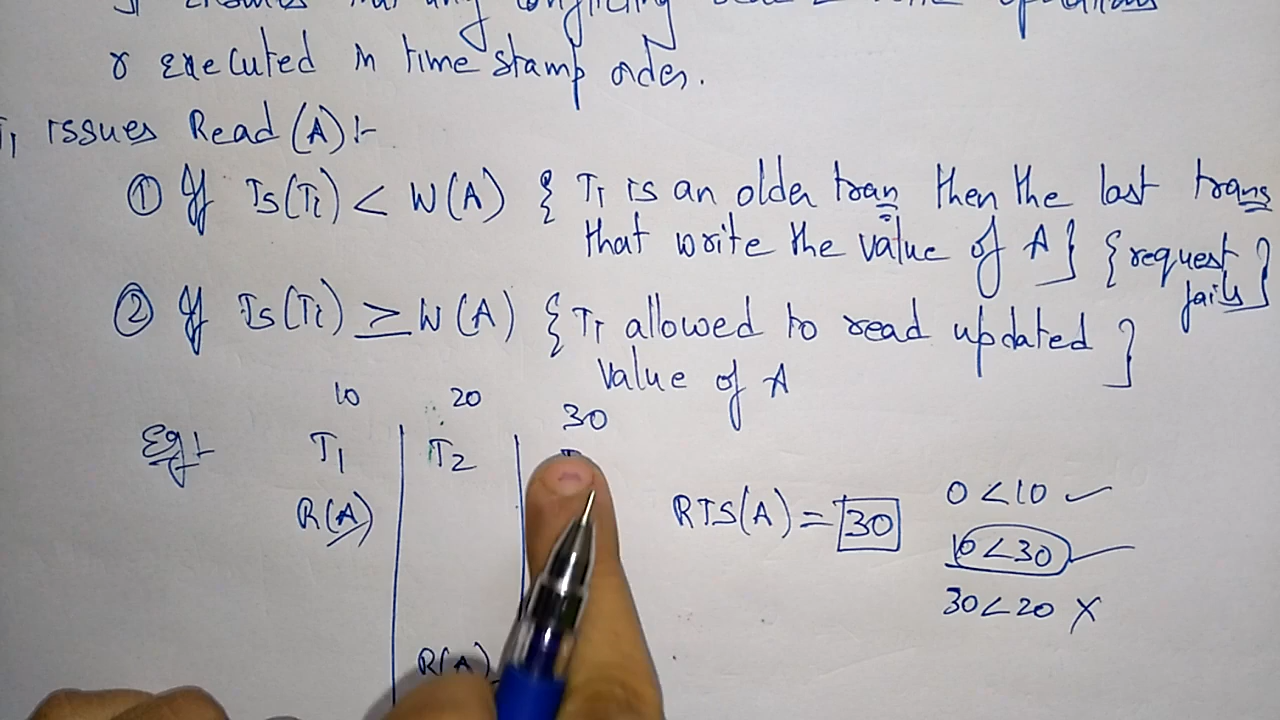 executed in time stamp order.
issues Read (A) :-
① If Ts(Ti) < W(A) { Ti is an older tran then the last trans
that write the value of A } { request
fails }
② If Ts(Ti) ≥ W(A) { Ti allowed to read updated }
value of A
10 20 30
Eg:- T1 T2
R(A) RTS(A) = 30 0<10 ✓
10<30 ✓
30<20 X
R(A)